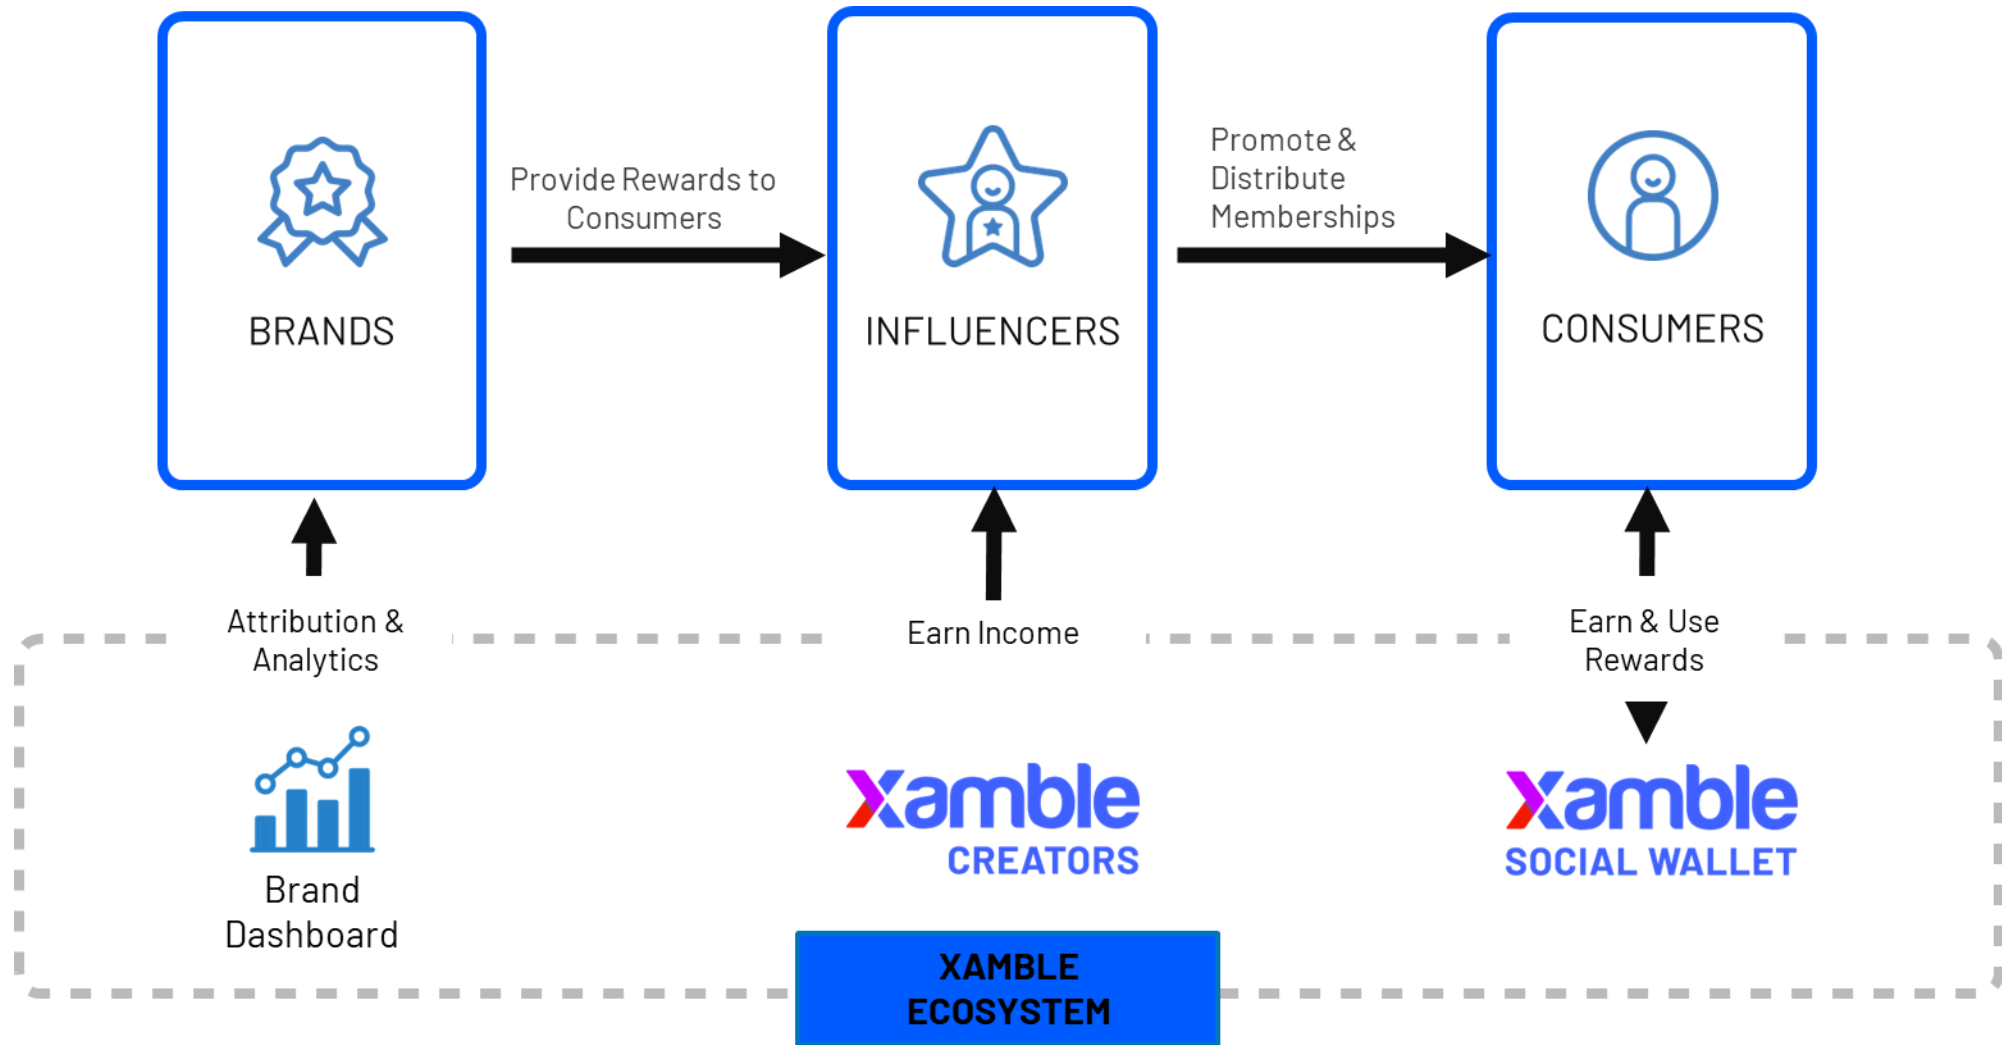 BRANDS
Provide Rewards to
Consumers
INFLUENCERS
Promote &
Distribute
Memberships
CONSUMERS
Attribution &
Analytics
Earn Income
Earn & Use
Rewards
Brand
Dashboard
xamble
CREATORS
xamble
SOCIAL WALLET
XAMBLE
ECOSYSTEM